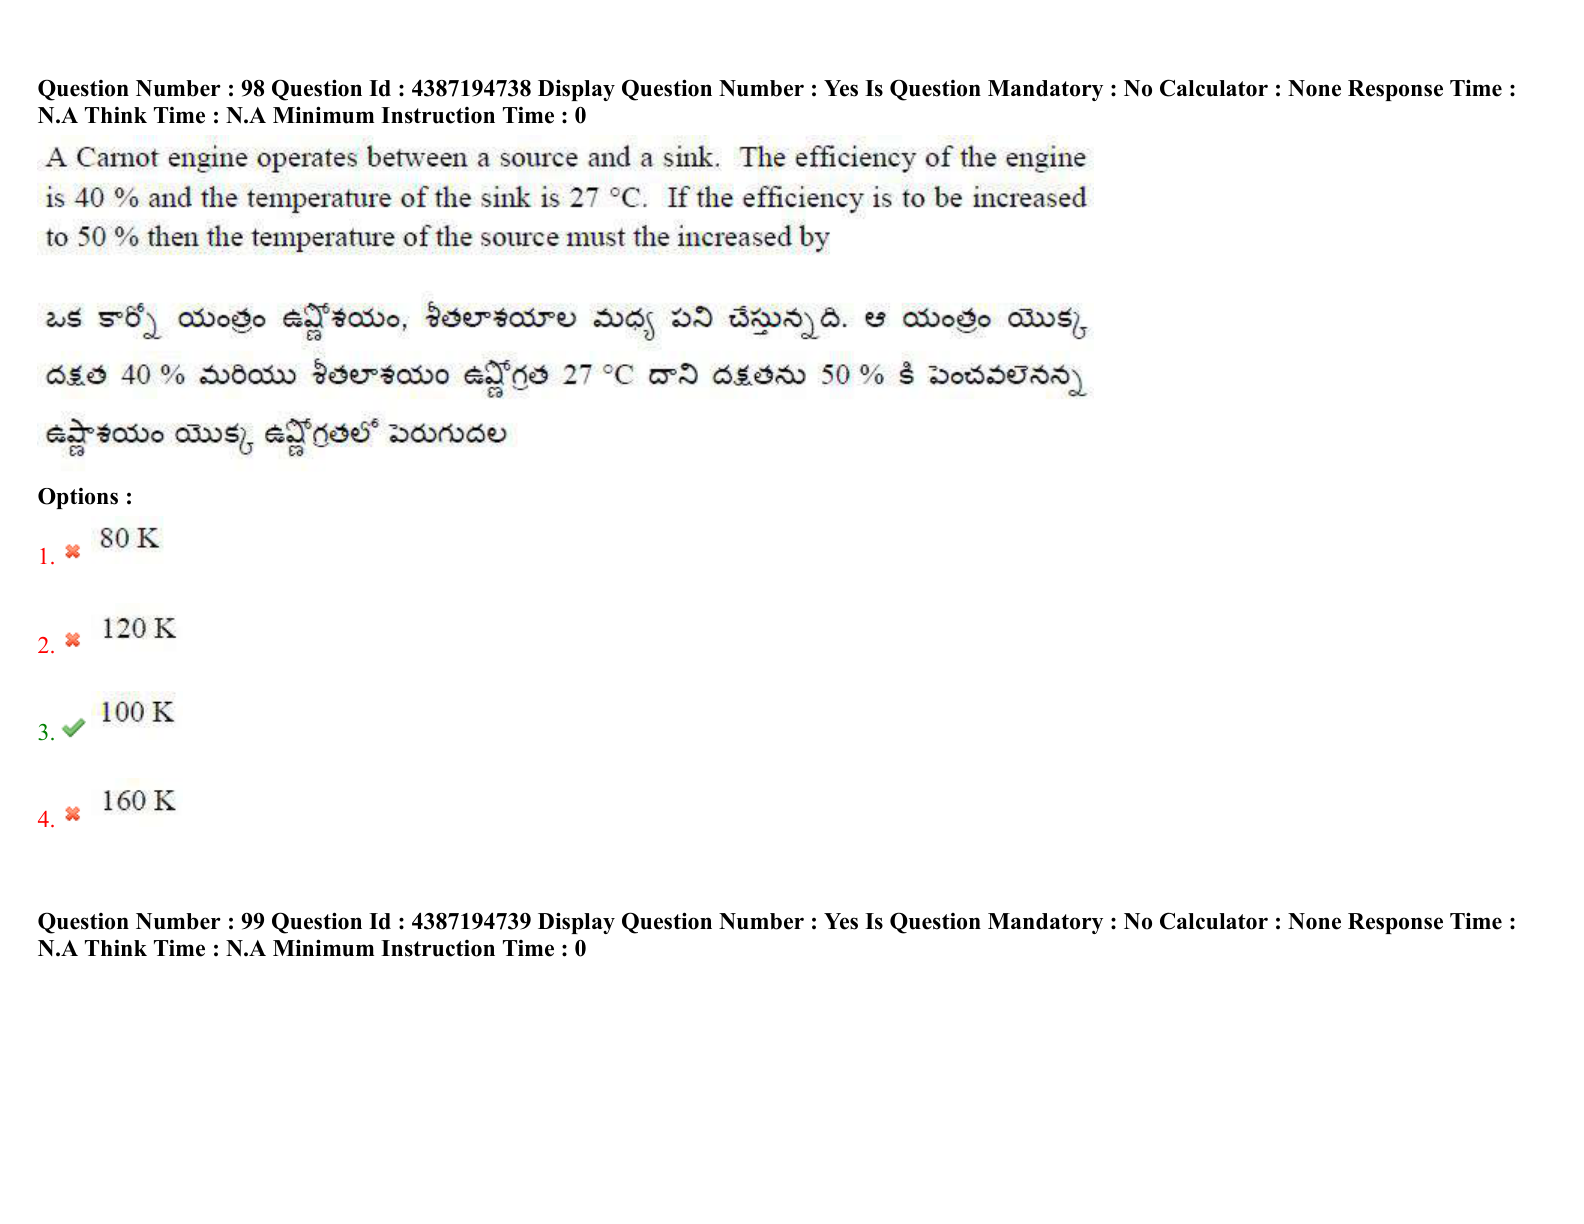 Question Number : 98 Question Id : 4387194738 Display Question Number : Yes Is Question Mandatory : No Calculator : None Response Time :
N.A Think Time : N.A Minimum Instruction Time : 0
A Carnot engine operates between a source and a sink. The efficiency of the engine
is 40 % and the temperature of the sink is 27 °C. If the efficiency is to be increased
to 50 % then the temperature of the source must the increased by
ఒక కార్నో యంత్రం ఉష్ణోశయం, శీతలాశయాల మధ్య పని చేస్తున్నది. ఆ యంత్రం యొక్క
దక్షత 40 % మరియు శీతలాశయం ఉష్ణోగ్రత 27 °C దాని దక్షతను 50 % కి పెంచవలెనన్న
ఉష్ణాశయం యొక్క ఉష్ణోగ్రతలో పెరుగుదల
Options :
80 K
1.
120 K
2.
100 K
3.
160 K
4.
Question Number : 99 Question Id : 4387194739 Display Question Number : Yes Is Question Mandatory : No Calculator : None Response Time :
N.A Think Time : N.A Minimum Instruction Time : 0